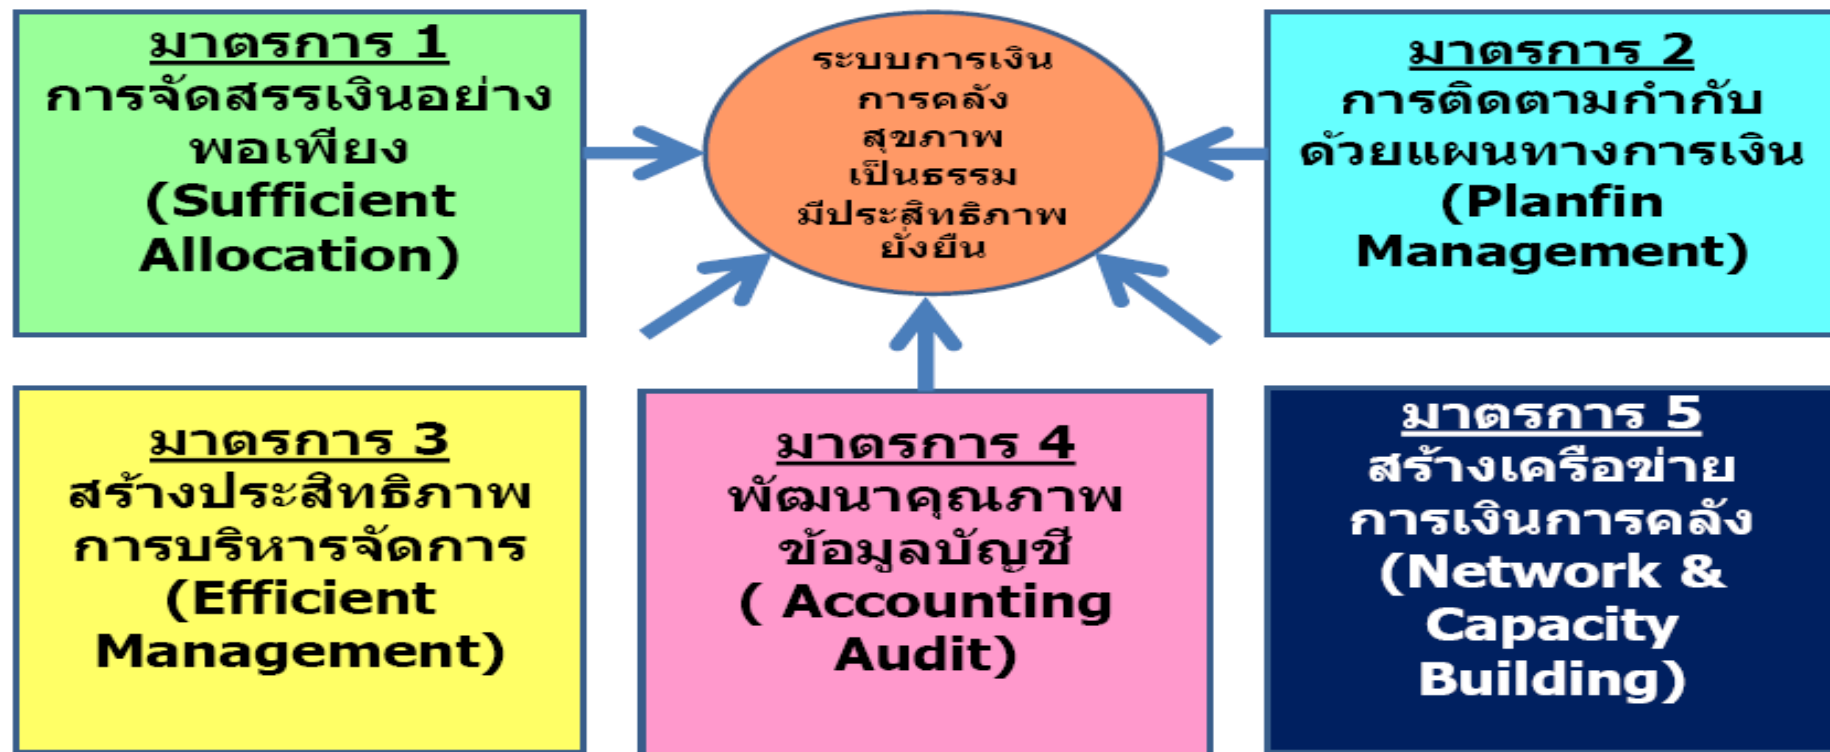 มาตรการ 1
การจัดสรรเงินอย่าง
พอเพียง
(Sufficient
Allocation)
ระบบการเงิน
การคลัง
สุขภาพ
เป็นธรรม
มีประสิทธิภาพ
ยั่งยืน
มาตรการ 2
การติดตามกำกับ
ด้วยแผนทางการเงิน
(Planfin
Management)
มาตรการ 3
สร้างประสิทธิภาพ
การบริหารจัดการ
(Efficient
Management)
มาตรการ 4
พัฒนาคุณภาพ
ข้อมูลบัญชี
( Accounting
Audit)
มาตรการ 5
สร้างเครือข่าย
การเงินการคลัง
(Network &
Capacity
Building)